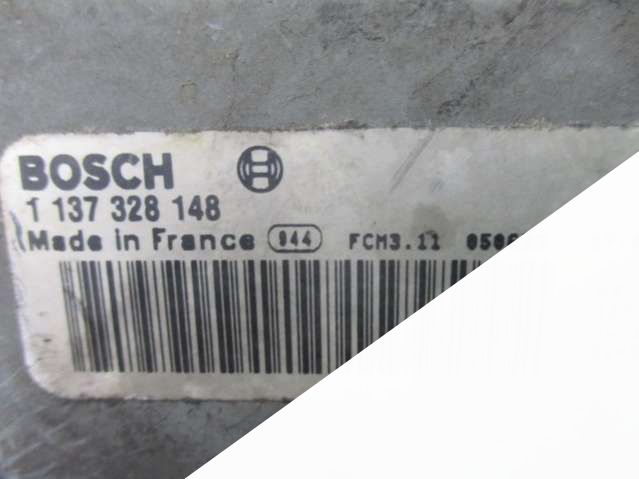 BOSCH
1 137 328 148
Made in France 944 FCM3.11